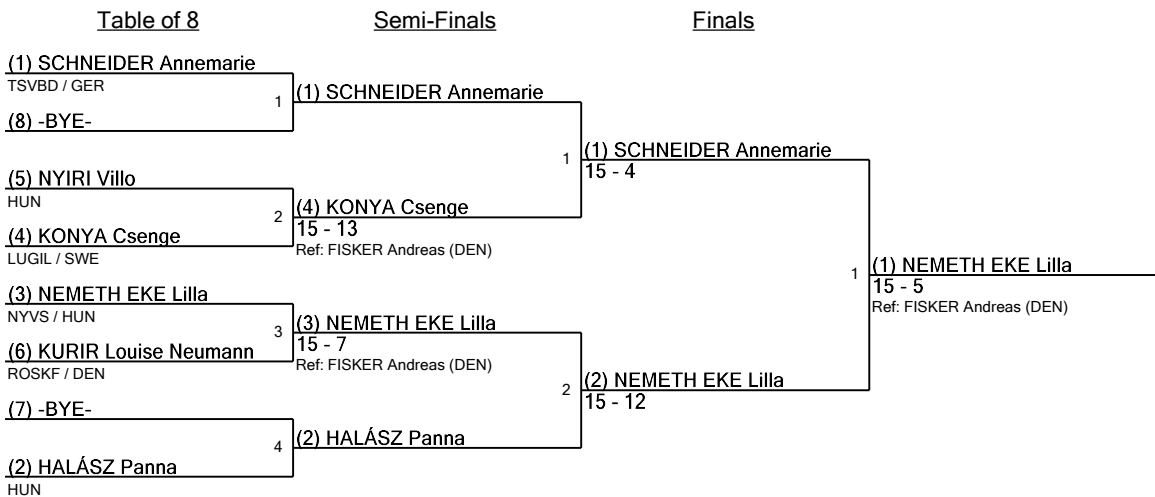 Table of 8
Semi-Finals
Finals
(1) SCHNEIDER Annemarie
TSVBD / GER
(8) -BYE-
(5) NYIRI Villo
HUN
(4) KONYA Csenge
LUGIL / SWE
(3) NEMETH EKE Lilla
NYVS / HUN
(6) KURIR Louise Neumann
ROSKF / DEN
(7) -BYE-
(2) HALÁSZ Panna
HUN
1
(1) SCHNEIDER Annemarie
2
(4) KONYA Csenge
15 - 13
Ref: FISKER Andreas (DEN)
3
(3) NEMETH EKE Lilla
15 - 7
Ref: FISKER Andreas (DEN)
4
(2) HALÁSZ Panna
1
(1) SCHNEIDER Annemarie
15 - 4
2
(2) NEMETH EKE Lilla
15 - 12
1
(1) NEMETH EKE Lilla
15 - 5
Ref: FISKER Andreas (DEN)